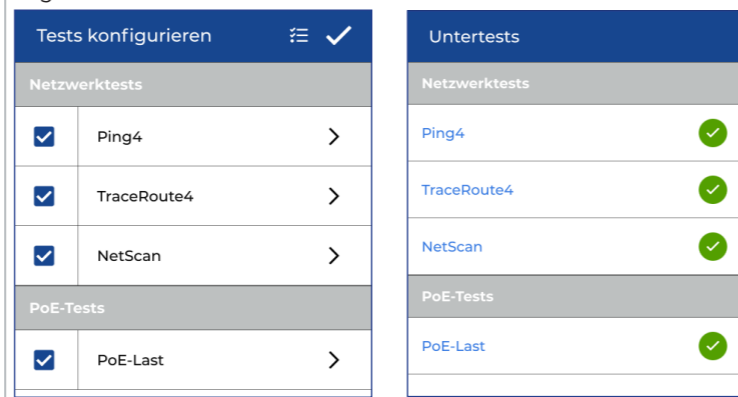 Tests konfigurieren
Netzwerktests
Ping4
TraceRoute4
NetScan
PoE-Tests
PoE-Last
Untertests
Netzwerktests
Ping4
TraceRoute4
NetScan
PoE-Tests
PoE-Last